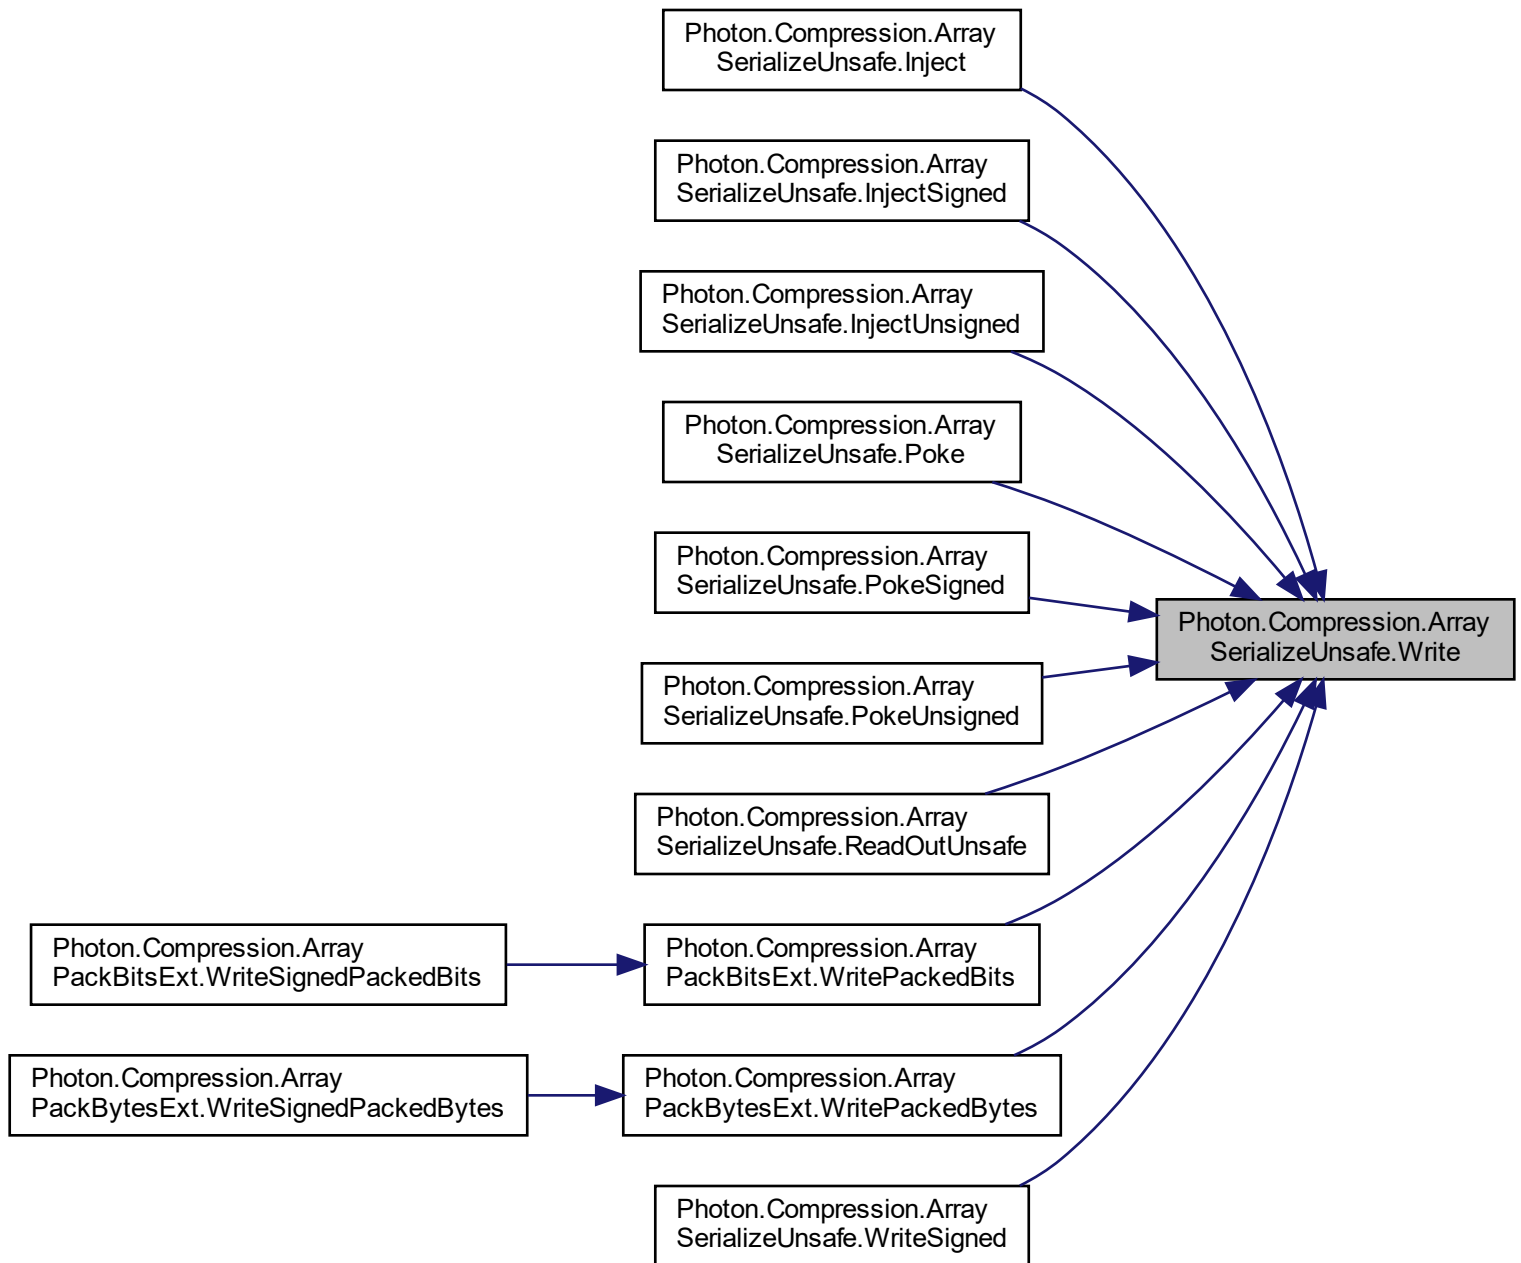 Photon.Compression.Array
SerializeUnsafe.Inject
Photon.Compression.Array
SerializeUnsafe.InjectSigned
Photon.Compression.Array
SerializeUnsafe.InjectUnsigned
Photon.Compression.Array
SerializeUnsafe.Poke
Photon.Compression.Array
SerializeUnsafe.PokeSigned
Photon.Compression.Array
SerializeUnsafe.Write
Photon.Compression.Array
SerializeUnsafe.PokeUnsigned
Photon.Compression.Array
SerializeUnsafe.ReadOutUnsafe
Photon.Compression.Array
PackBitsExt.WriteSignedPackedBits
Photon.Compression.Array
PackBitsExt.WritePackedBits
Photon.Compression.Array
PackBytesExt.WriteSignedPackedBytes
Photon.Compression.Array
PackBytesExt.WritePackedBytes
Photon.Compression.Array
SerializeUnsafe.WriteSigned